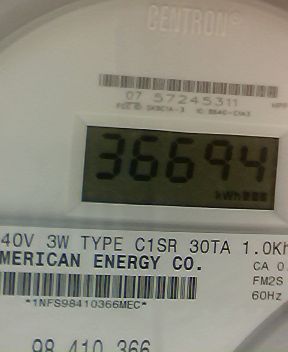 CENTRON®
07 57245311
36694
kWh
40V 3W TYPE C1SR 30TA 1.0Kh
MERICAN ENERGY CO.
CA 0.
FM2S
60Hz
*1NFS98410366MEC*
98 410 366